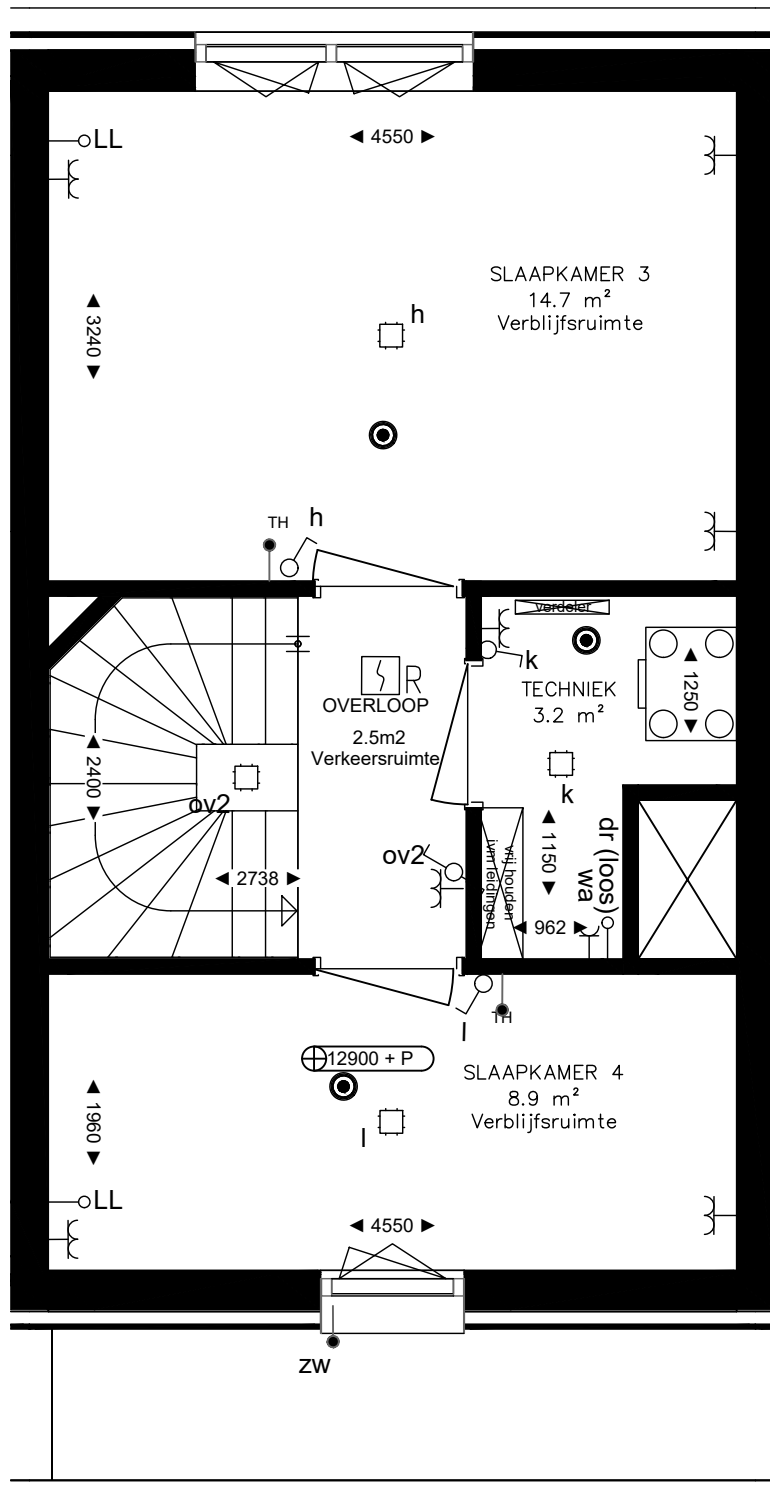 4550
LL
SLAAPKAMER 3
14.7 m²
Verblijfsruimte
3240
h
TH
h
verdeler
k
R
OVERLOOP
2.5m2
Verkeersruimte
TECHNIEK
3.2 m²
1250
2400
ov2
k
ov2
2738
1150
vrij houden
ivm leidingen
dr (loos)
wa
962
l
TH
12900 + P
SLAAPKAMER 4
8.9 m²
Verblijfsruimte
1960
l
LL
4550
zw